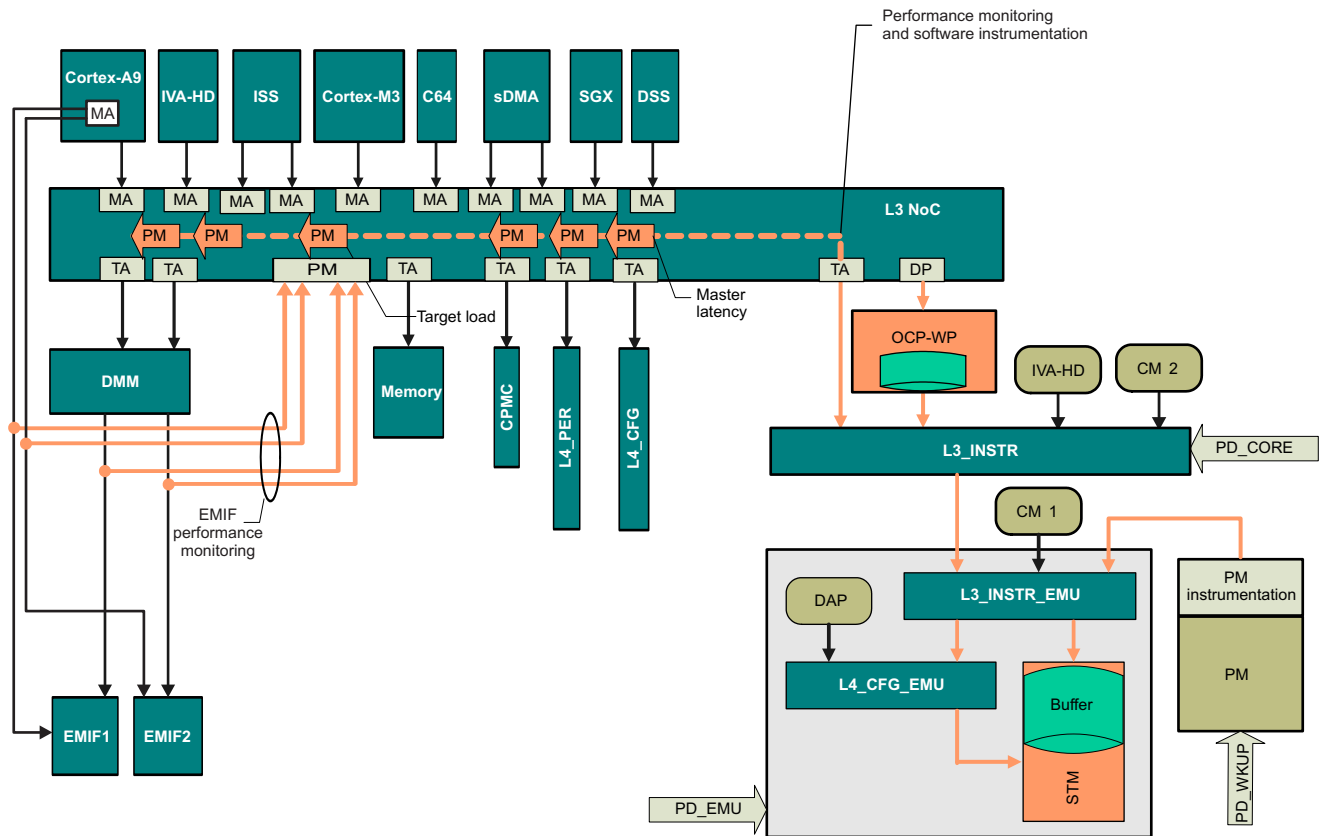 Performance monitoring
and software instrumentation
Cortex-A9
MA
IVA-HD
ISS
Cortex-M3
C64
sDMA
SGX
DSS
MA
MA
MA
MA
MA
MA
MA
MA
MA
MA
L3 NoC
PM
PM
PM
PM
PM
PM
TA
TA
PM
TA
TA
TA
TA
TA
DP
Target load
Master
latency
DMM
Memory
CPMC
L4_PER
L4_CFG
OCP-WP
IVA-HD
CM 2
L3_INSTR
PD_CORE
EMIF
performance
monitoring
CM 1
DAP
L3_INSTR_EMU
PM
instrumentation
L4_CFG_EMU
Buffer
PM
STM
EMIF1
EMIF2
PD_EMU
PD_WKUP